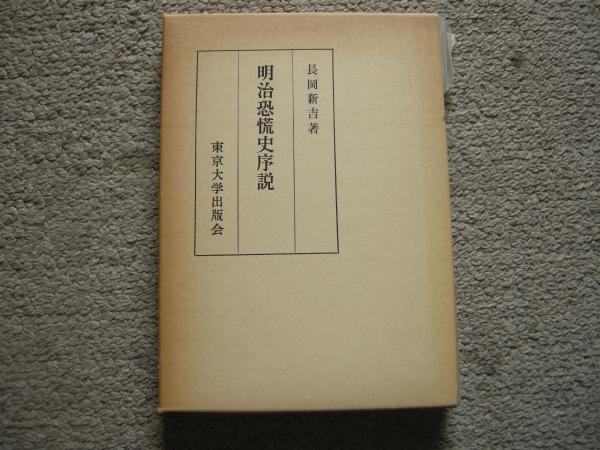 長岡新吉著
明治恐慌史序説
東京大学出版会